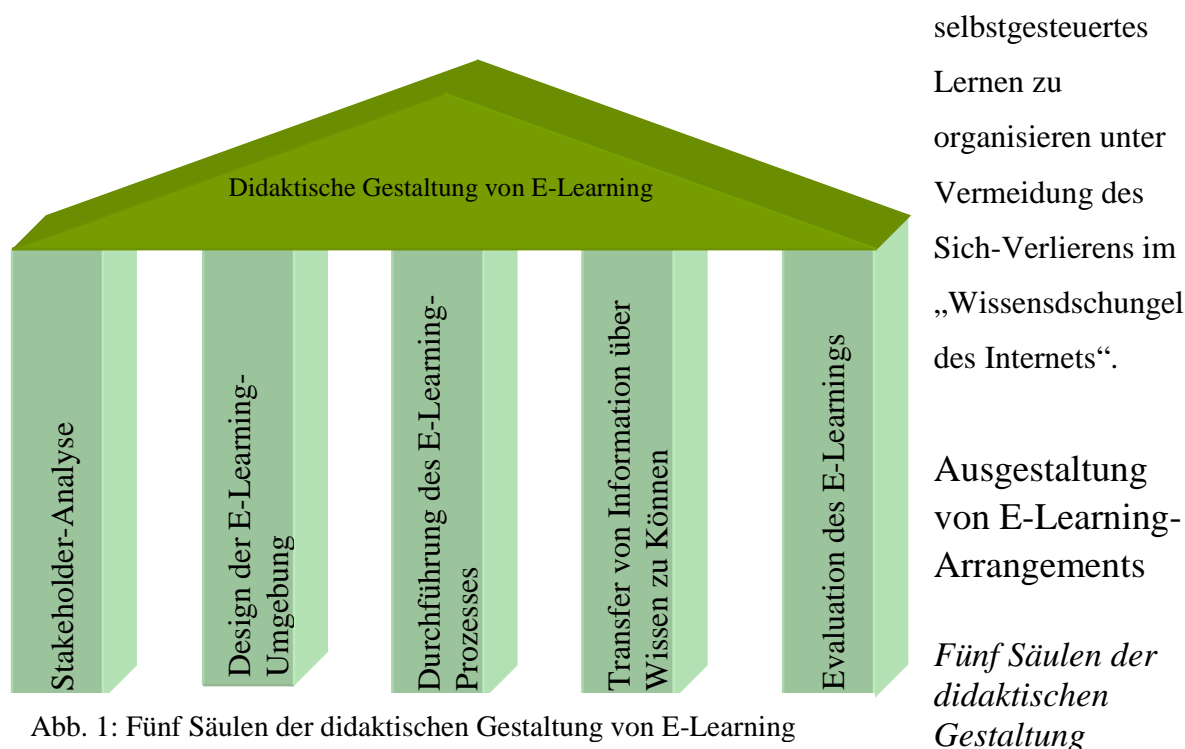 selbstgesteuertes
Lernen zu
organisieren unter
Vermeidung des
Sich-Verlierens im
„Wissensdschungel
des Internets“.
Didaktische Gestaltung von E-Learning
Stakeholder-Analyse
Design der E-Learning-
Umgebung
Durchführung des E-Learning-
Prozesses
Transfer von Information über
Wissen zu Können
Evaluation des E-Learnings
Abb. 1: Fünf Säulen der didaktischen Gestaltung von E-Learning
Ausgestaltung
von E-Learning-
Arrangements
Fünf Säulen der
didaktischen
Gestaltung